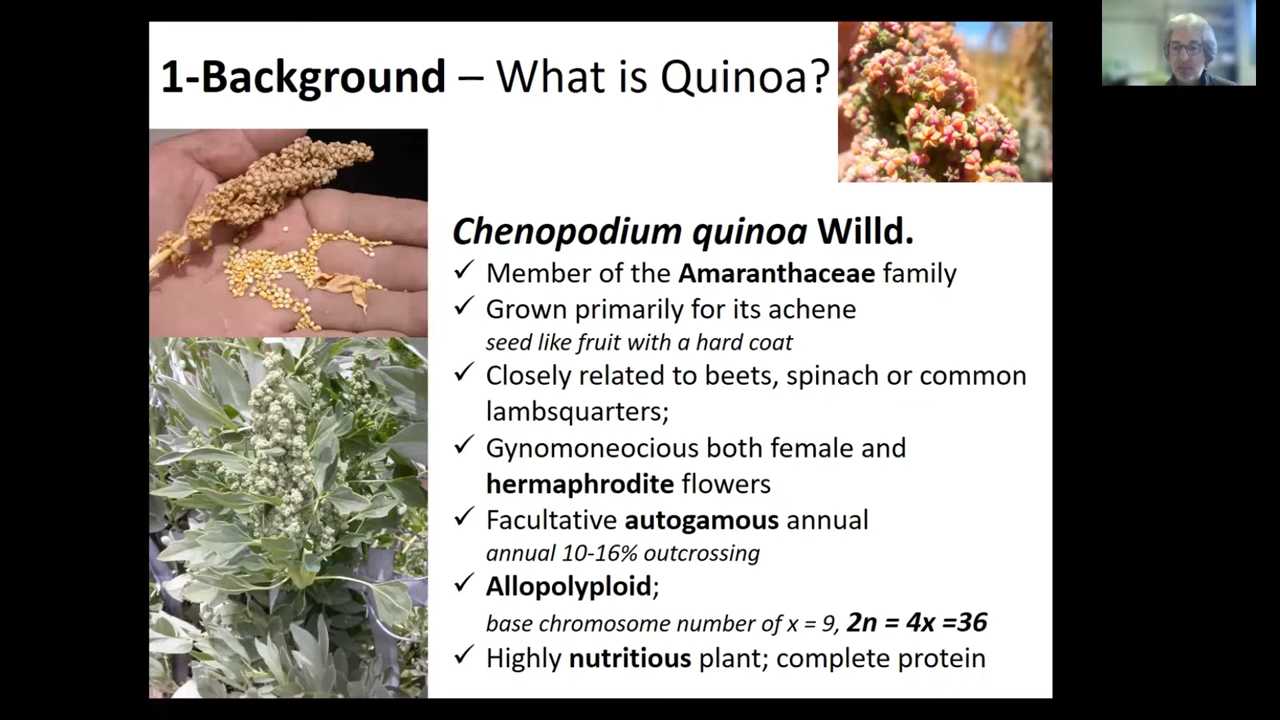 1-Background – What is Quinoa?
Chenopodium quinoa Willd.
✓ Member of the Amaranthaceae family
✓ Grown primarily for its achene
seed like fruit with a hard coat
✓ Closely related to beets, spinach or common
lambsquarters;
✓ Gynomoneocious both female and
hermaphrodite flowers
✓ Facultative autogamous annual
annual 10-16% outcrossing
✓ Allopolyploid;
base chromosome number of x = 9, 2n = 4x =36
✓ Highly nutritious plant; complete protein